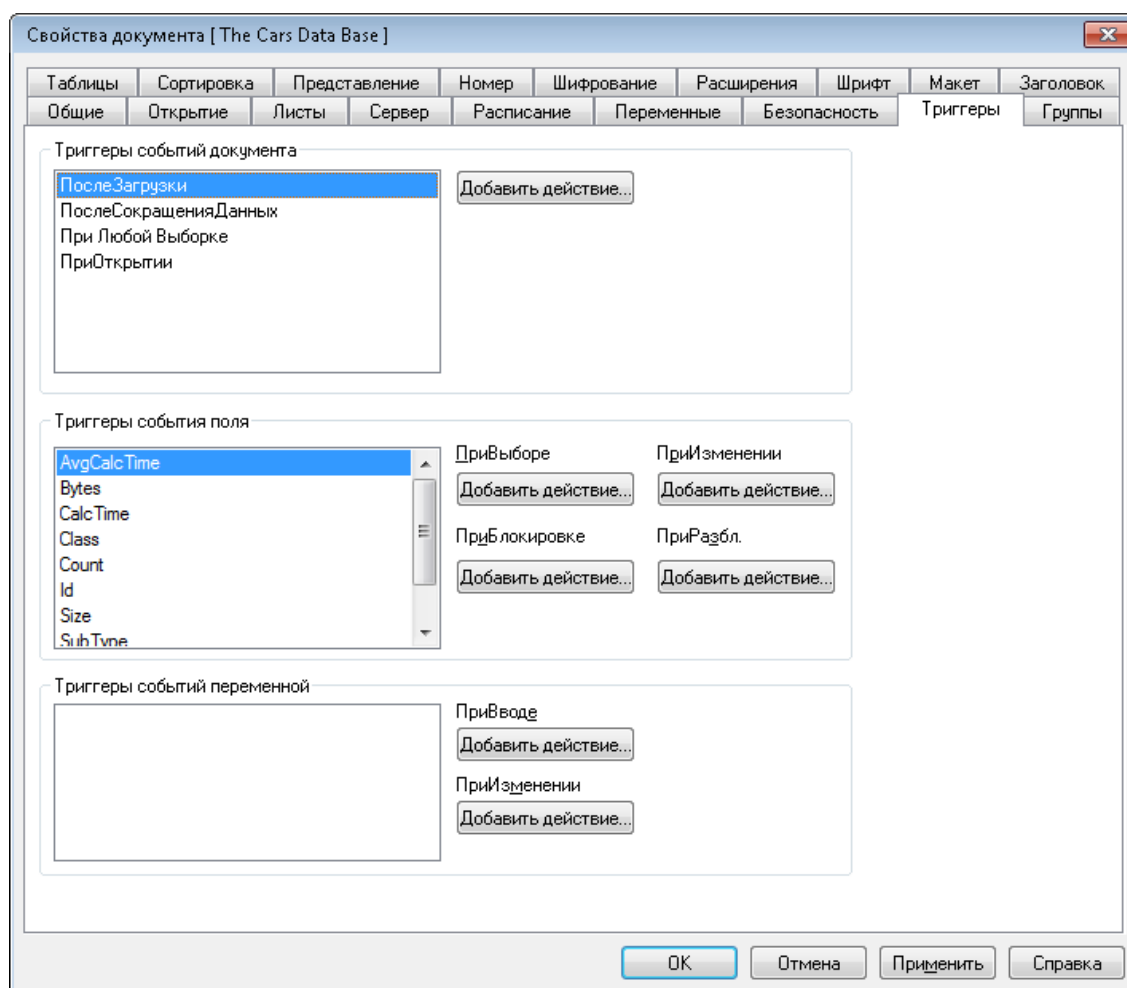 Свойства документа [ The Cars Data Base ]
Таблицы Сортировка Представление Номер Шифрование Расширения Шрифт Макет Заголовок
Общие Открытие Листы Сервер Расписание Переменные Безопасность Триггеры Группы
Триггеры событий документа
ПослеЗагрузки Добавить действие...
ПослеСокращенияДанных
При Любой Выборке
ПриОткрытии
Триггеры события поля
ПриВыборе ПриИзменении
AvgCalcTime
Bytes Добавить действие... Добавить действие...
CalcTime
Class ПриБлокировке ПриРазбл.
Count
Id Добавить действие... Добавить действие...
Size
SubType
Триггеры событий переменной
ПриВводе
Добавить действие...
ПриИзменении
Добавить действие...
OK Отмена Применить Справка